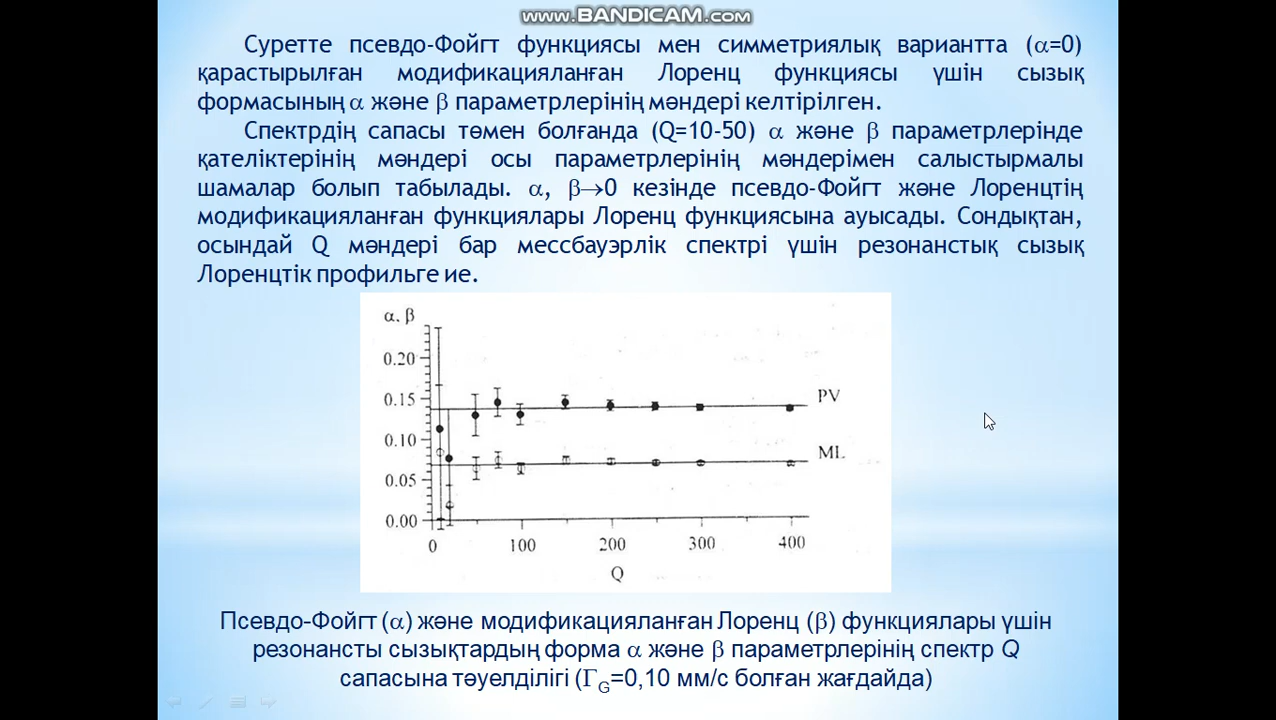 www.BANDICAM.com
Суретте псевдо-Фойгт функциясы мен симметриялық вариантта (α=0)
қарастырылған модификацияланған Лоренц функциясы үшін сызық
формасының α және β параметрлерінің мәндері келтірілген.
Спектрдің сапасы төмен болғанда (Q=10-50) α және β параметрлерінде
қателіктерінің мәндері осы параметрлерінің мәндерімен салыстырмалы
шамалар болып табылады. α, β→0 кезінде псевдо-Фойгт және Лоренцтің
модификацияланған функциялары Лоренц функциясына ауысады. Сондықтан,
осындай Q мәндері бар мессбауэрлік спектрі үшін резонанстық сызық
Лоренцтік профильге ие.
α, β
0.20
0.15
PV
0.10
ML
0.05
0.00
0 100 200 300 400
Q
Псевдо-Фойгт (α) және модификацияланған Лоренц (β) функциялары үшін
резонансты сызықтардың форма α және β параметрлерінің спектр Q
сапасына тәуелділігі (ΓG=0,10 мм/с болған жағдайда)